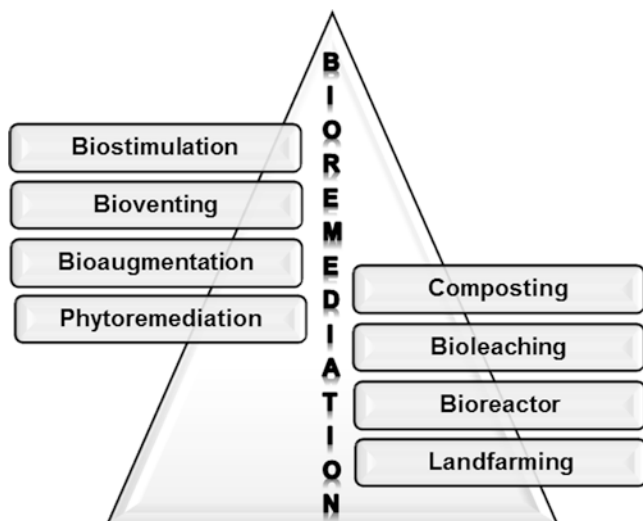 BIOREMEDIATION
Biostimulation
Bioventing
Bioaugmentation
Phytoremediation
Composting
Bioleaching
Bioreactor
Landfarming